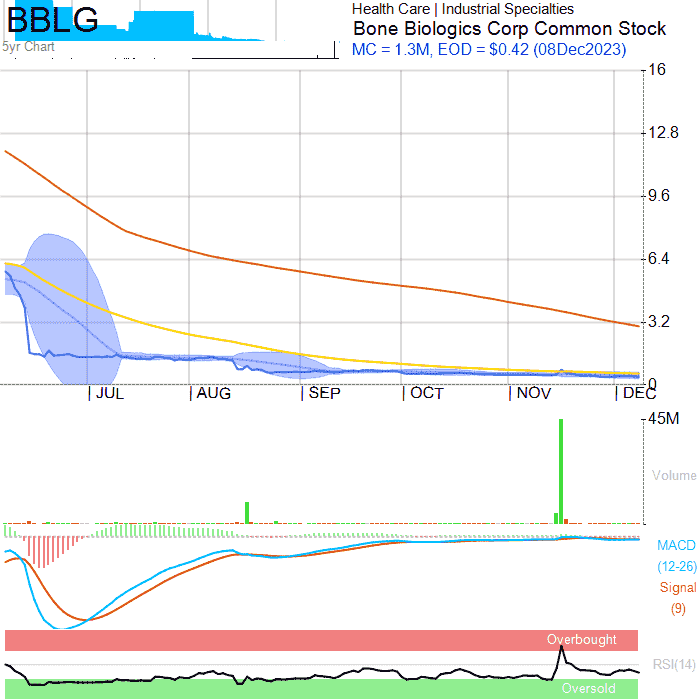 BBLG
Health Care | Industrial Specialties
Bone Biologics Corp Common Stock
5yr Chart
MC = 1.3M, EOD = $0.42 (08Dec2023)
16
12.8
9.6
6.4
3.2
0
| JUL
| AUG
| SEP
| OCT
| NOV
| DEC
45M
Volume
MACD
(12-26)
Signal
(9)
Overbought
RSI(14)
Oversold